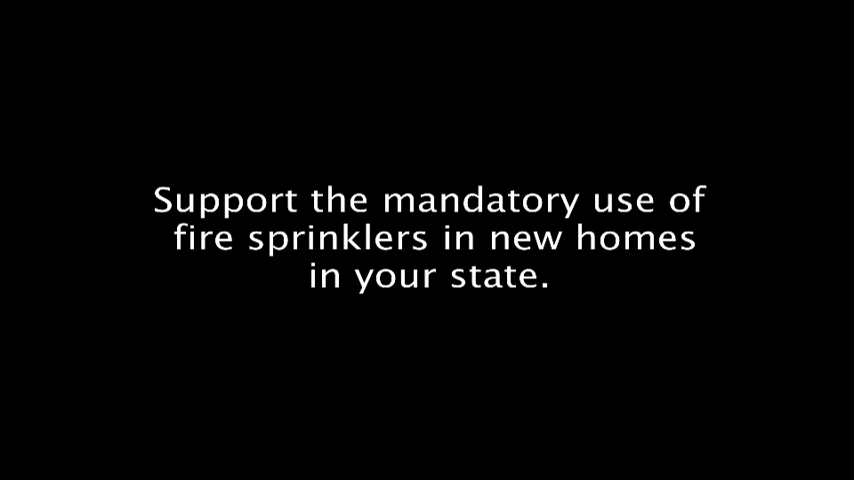 Support the mandatory use of
fire sprinklers in new homes
in your state.